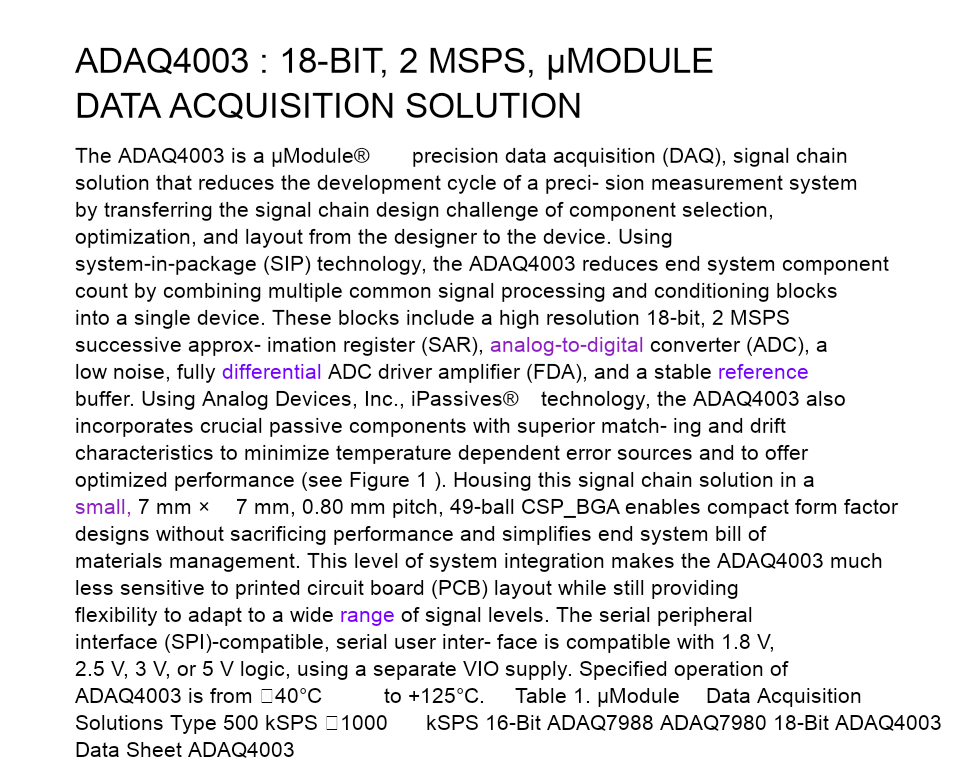 ADAQ4003 : 18-BIT, 2 MSPS, µMODULE
DATA ACQUISITION SOLUTION
The ADAQ4003 is a µModule® precision data acquisition (DAQ), signal chain
solution that reduces the development cycle of a preci- sion measurement system
by transferring the signal chain design challenge of component selection,
optimization, and layout from the designer to the device. Using
system-in-package (SIP) technology, the ADAQ4003 reduces end system component
count by combining multiple common signal processing and conditioning blocks
into a single device. These blocks include a high resolution 18-bit, 2 MSPS
successive approx- imation register (SAR), analog-to-digital converter (ADC), a
low noise, fully differential ADC driver amplifier (FDA), and a stable reference
buffer. Using Analog Devices, Inc., iPassives® technology, the ADAQ4003 also
incorporates crucial passive components with superior match- ing and drift
characteristics to minimize temperature dependent error sources and to offer
optimized performance (see Figure 1 ). Housing this signal chain solution in a
small, 7 mm × 7 mm, 0.80 mm pitch, 49-ball CSP_BGA enables compact form factor
designs without sacrificing performance and simplifies end system bill of
materials management. This level of system integration makes the ADAQ4003 much
less sensitive to printed circuit board (PCB) layout while still providing
flexibility to adapt to a wide range of signal levels. The serial peripheral
interface (SPI)-compatible, serial user inter- face is compatible with 1.8 V,
2.5 V, 3 V, or 5 V logic, using a separate VIO supply. Specified operation of
ADAQ4003 is from □40°C to +125°C. Table 1. µModule Data Acquisition
Solutions Type 500 kSPS □1000 kSPS 16-Bit ADAQ7988 ADAQ7980 18-Bit ADAQ4003
Data Sheet ADAQ4003